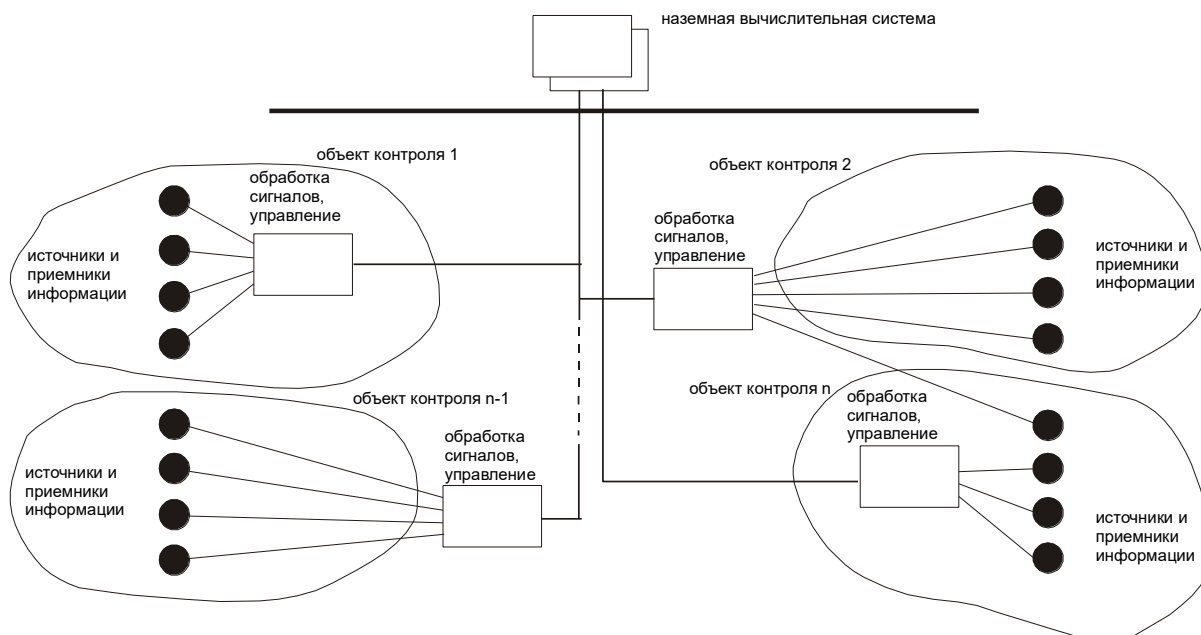 наземная вычислительная система
объект контроля 1
обработка
сигналов,
управление
источники и
приемники
информации
объект контроля 2
обработка
сигналов,
управление
источники и
приемники
информации
объект контроля n-1
обработка
сигналов,
управление
источники и
приемники
информации
объект контроля n
обработка
сигналов,
управление
источники и
приемники
информации